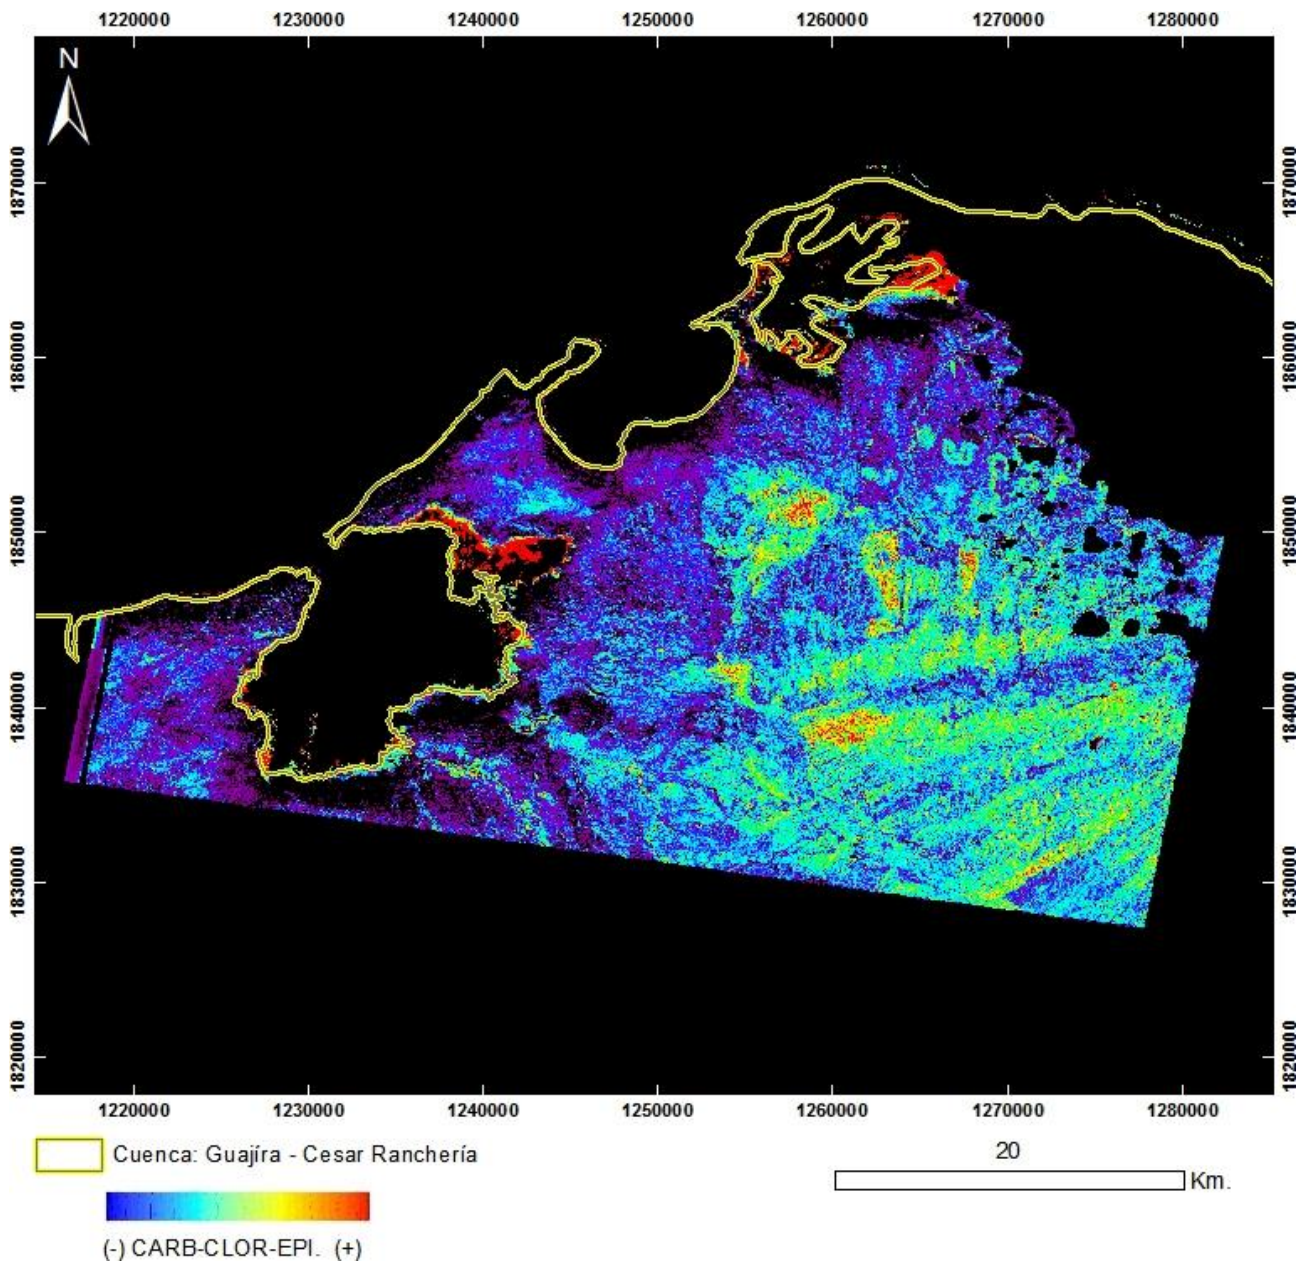 1220000 1230000 1240000 1250000 1260000 1270000 1280000
N
1870000 1870000
1860000 1860000
1850000 1850000
1840000 1840000
1830000 1830000
1820000 1820000
1220000 1230000 1240000 1250000 1260000 1270000 1280000
Cuenca: Guajíra - Cesar Ranchería
20
Km.
(-) CARB-CLOR-EPI. (+)